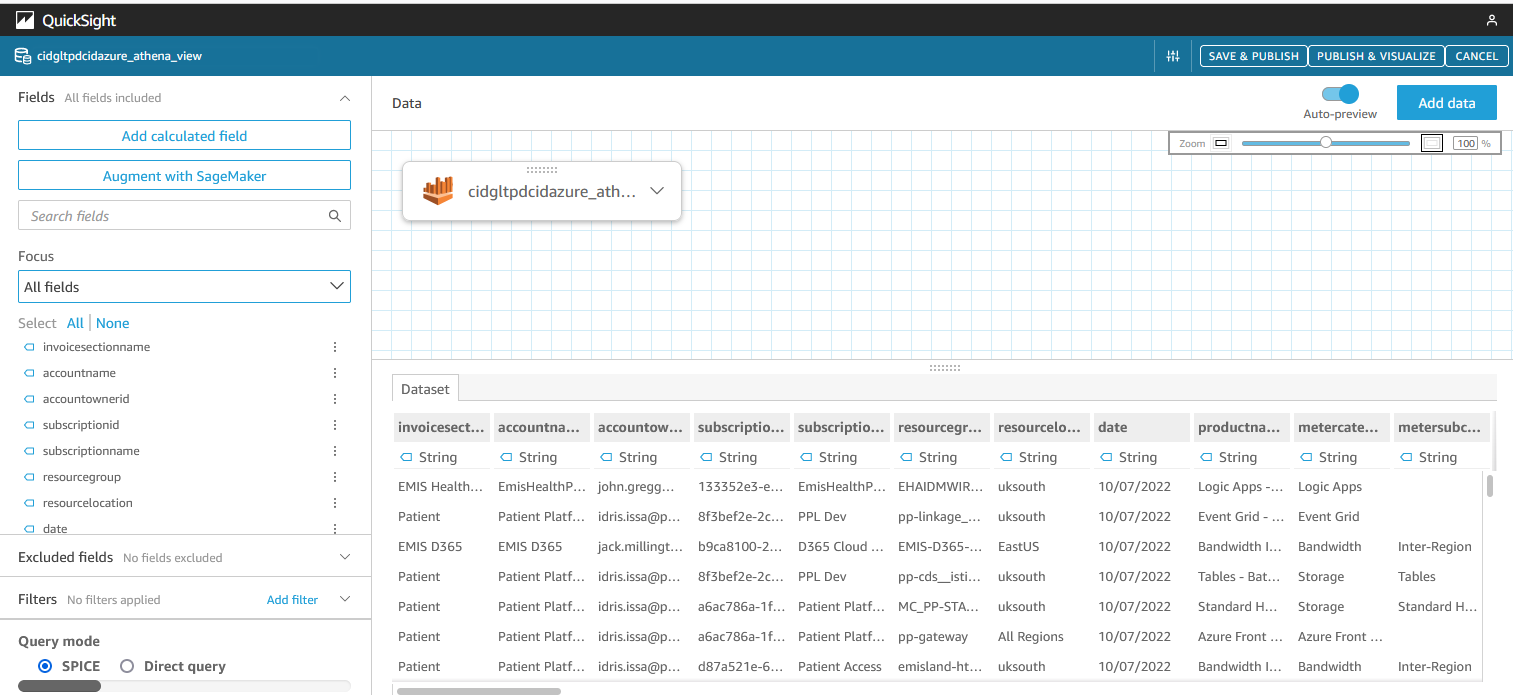 QuickSight
cidgltpdcidazure_athena_view
SAVE & PUBLISH
PUBLISH & VISUALIZE
CANCEL
Fields All fields included
Add calculated field
Augment with SageMaker
Search fields
Focus
All fields
Select All None
invoicesectionname
accountname
accountownerid
subscriptionid
subscriptionname
resourcegroup
resourcelocation
date
Excluded fields No fields excluded
Filters No filters applied Add filter
Query mode
SPICE Direct query
Data
Auto-preview
Add data
Zoom 100 %
cidgltpdcidazure_ath...
Dataset
invoicesect... accountna... accountow... subscriptio... subscriptio... resourcegr... resourcelo... date productna... metercate... metersubc...
String String String String String String String String String String String
EMIS Health... EmisHealthP... john.gregg... 133352e3-e... EmisHealthP... EHAIDMWIR... uksouth 10/07/2022 Logic Apps -... Logic Apps
Patient Patient Platf... idris.issa@p... 8f3bef2e-2c... PPL Dev pp-linkage_... uksouth 10/07/2022 Event Grid - ... Event Grid
EMIS D365 EMIS D365 jack.millingt... b9ca8100-2... D365 Cloud ... EMIS-D365-... EastUS 10/07/2022 Bandwidth I... Bandwidth Inter-Region
Patient Patient Platf... idris.issa@p... 8f3bef2e-2c... PPL Dev pp-cds__isti... uksouth 10/07/2022 Tables - Bat... Storage Tables
Patient Patient Platf... idris.issa@p... a6ac786a-1f... Patient Platf... MC_PP-STA... uksouth 10/07/2022 Standard H... Storage Standard H...
Patient Patient Platf... idris.issa@p... a6ac786a-1f... Patient Platf... pp-gateway All Regions 10/07/2022 Azure Front ... Azure Front ...
Patient Patient Platf... idris.issa@p... d87a521e-6... Patient Access emisland-ht... uksouth 10/07/2022 Bandwidth I... Bandwidth Inter-Region